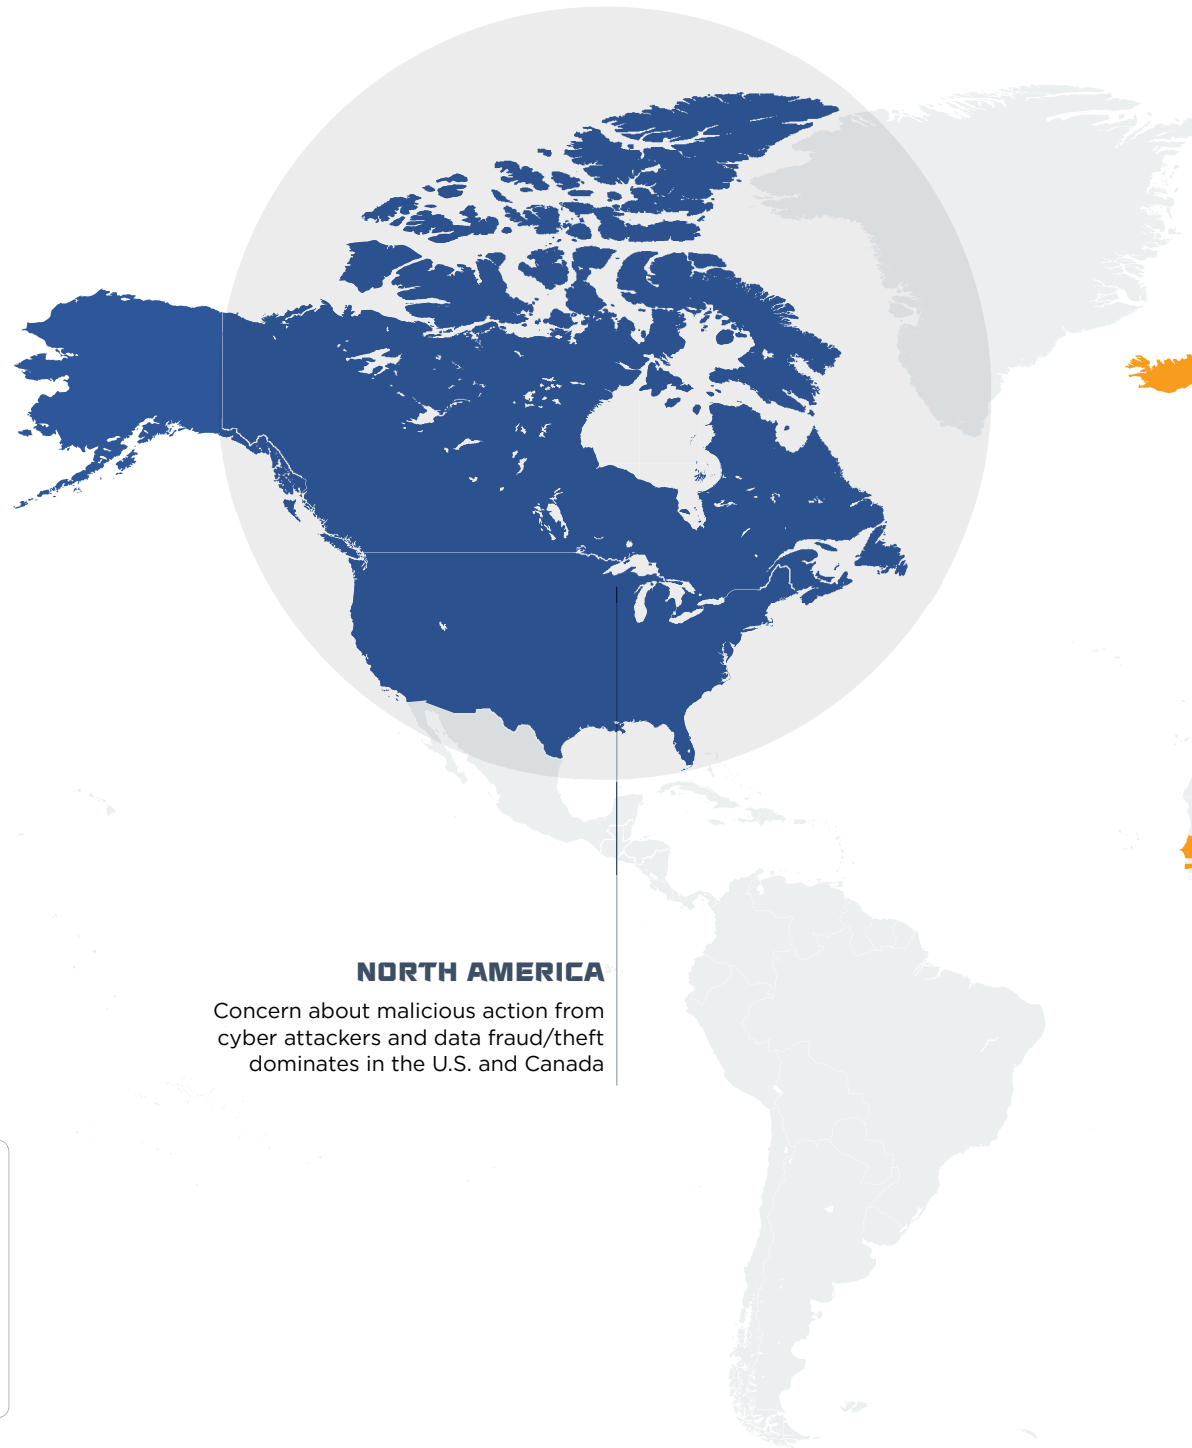 NORTH AMERICA
Concern about malicious action from
cyber attackers and data fraud/theft
dominates in the U.S. and Canada